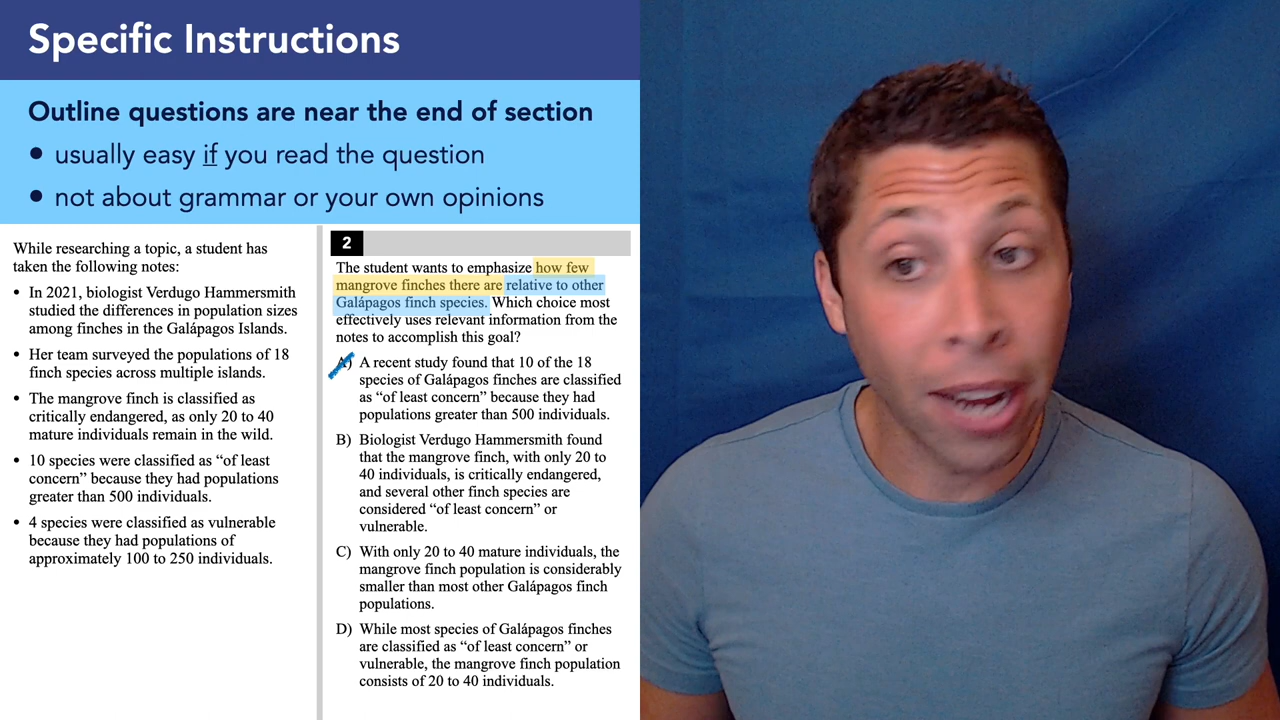 Specific Instructions
Outline questions are near the end of section
• usually easy if you read the question
• not about grammar or your own opinions
While researching a topic, a student has
taken the following notes:
• In 2021, biologist Verdugo Hammersmith
studied the differences in population sizes
among finches in the Galápagos Islands.
• Her team surveyed the populations of 18
finch species across multiple islands.
• The mangrove finch is classified as
critically endangered, as only 20 to 40
mature individuals remain in the wild.
• 10 species were classified as “of least
concern” because they had populations
greater than 500 individuals.
• 4 species were classified as vulnerable
because they had populations of
approximately 100 to 250 individuals.
2
The student wants to emphasize how few
mangrove finches there are relative to other
Galápagos finch species. Which choice most
effectively uses relevant information from the
notes to accomplish this goal?
A) A recent study found that 10 of the 18
species of Galápagos finches are classified
as “of least concern” because they had
populations greater than 500 individuals.
B) Biologist Verdugo Hammersmith found
that the mangrove finch, with only 20 to
40 individuals, is critically endangered,
and several other finch species are
considered “of least concern” or
vulnerable.
C) With only 20 to 40 mature individuals, the
mangrove finch population is considerably
smaller than most other Galápagos finch
populations.
D) While most species of Galápagos finches
are classified as “of least concern” or
vulnerable, the mangrove finch population
consists of 20 to 40 individuals.